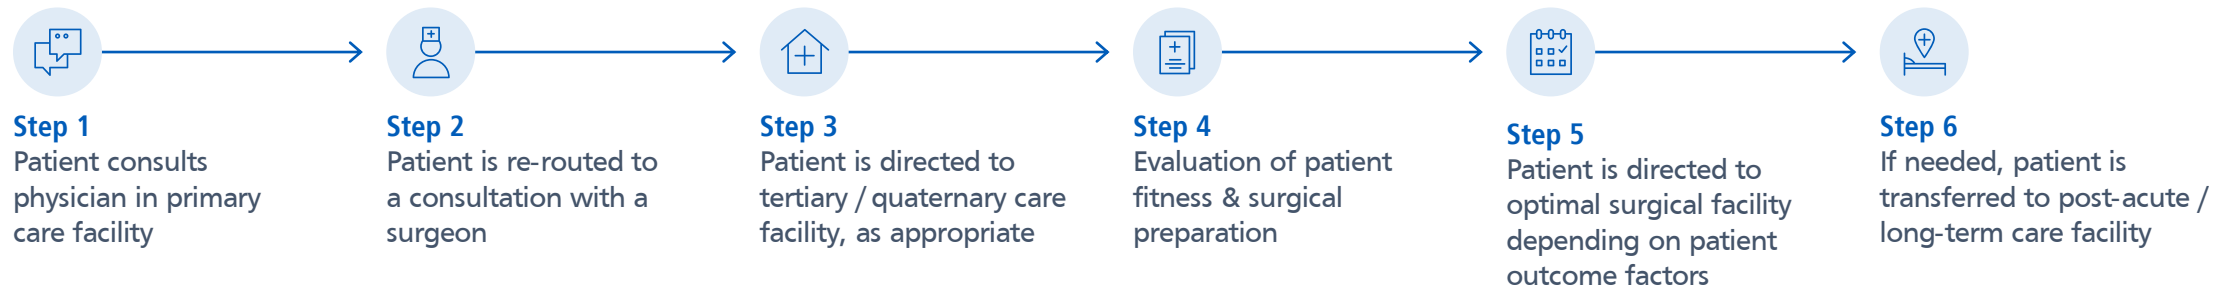 Step 1
Patient consults
physician in primary
care facility
Step 2
Patient is re-routed to
a consultation with a
surgeon
Step 3
Patient is directed to
tertiary / quaternary care
facility, as appropriate
Step 4
Evaluation of patient
fitness & surgical
preparation
Step 5
Patient is directed to
optimal surgical facility
depending on patient
outcome factors
Step 6
If needed, patient is
transferred to post-acute /
long-term care facility